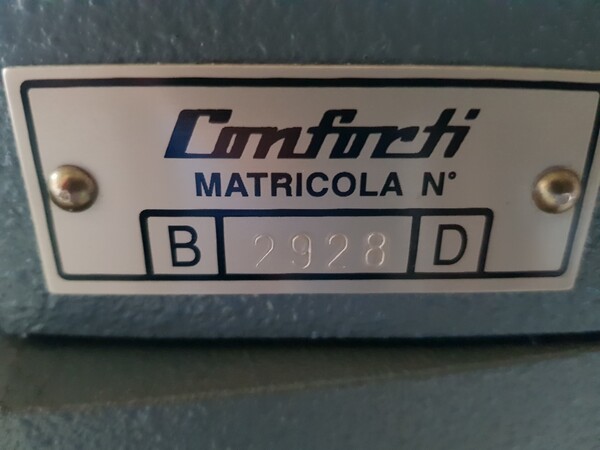 Conforti
MATRICOLA N°
B 2928 D